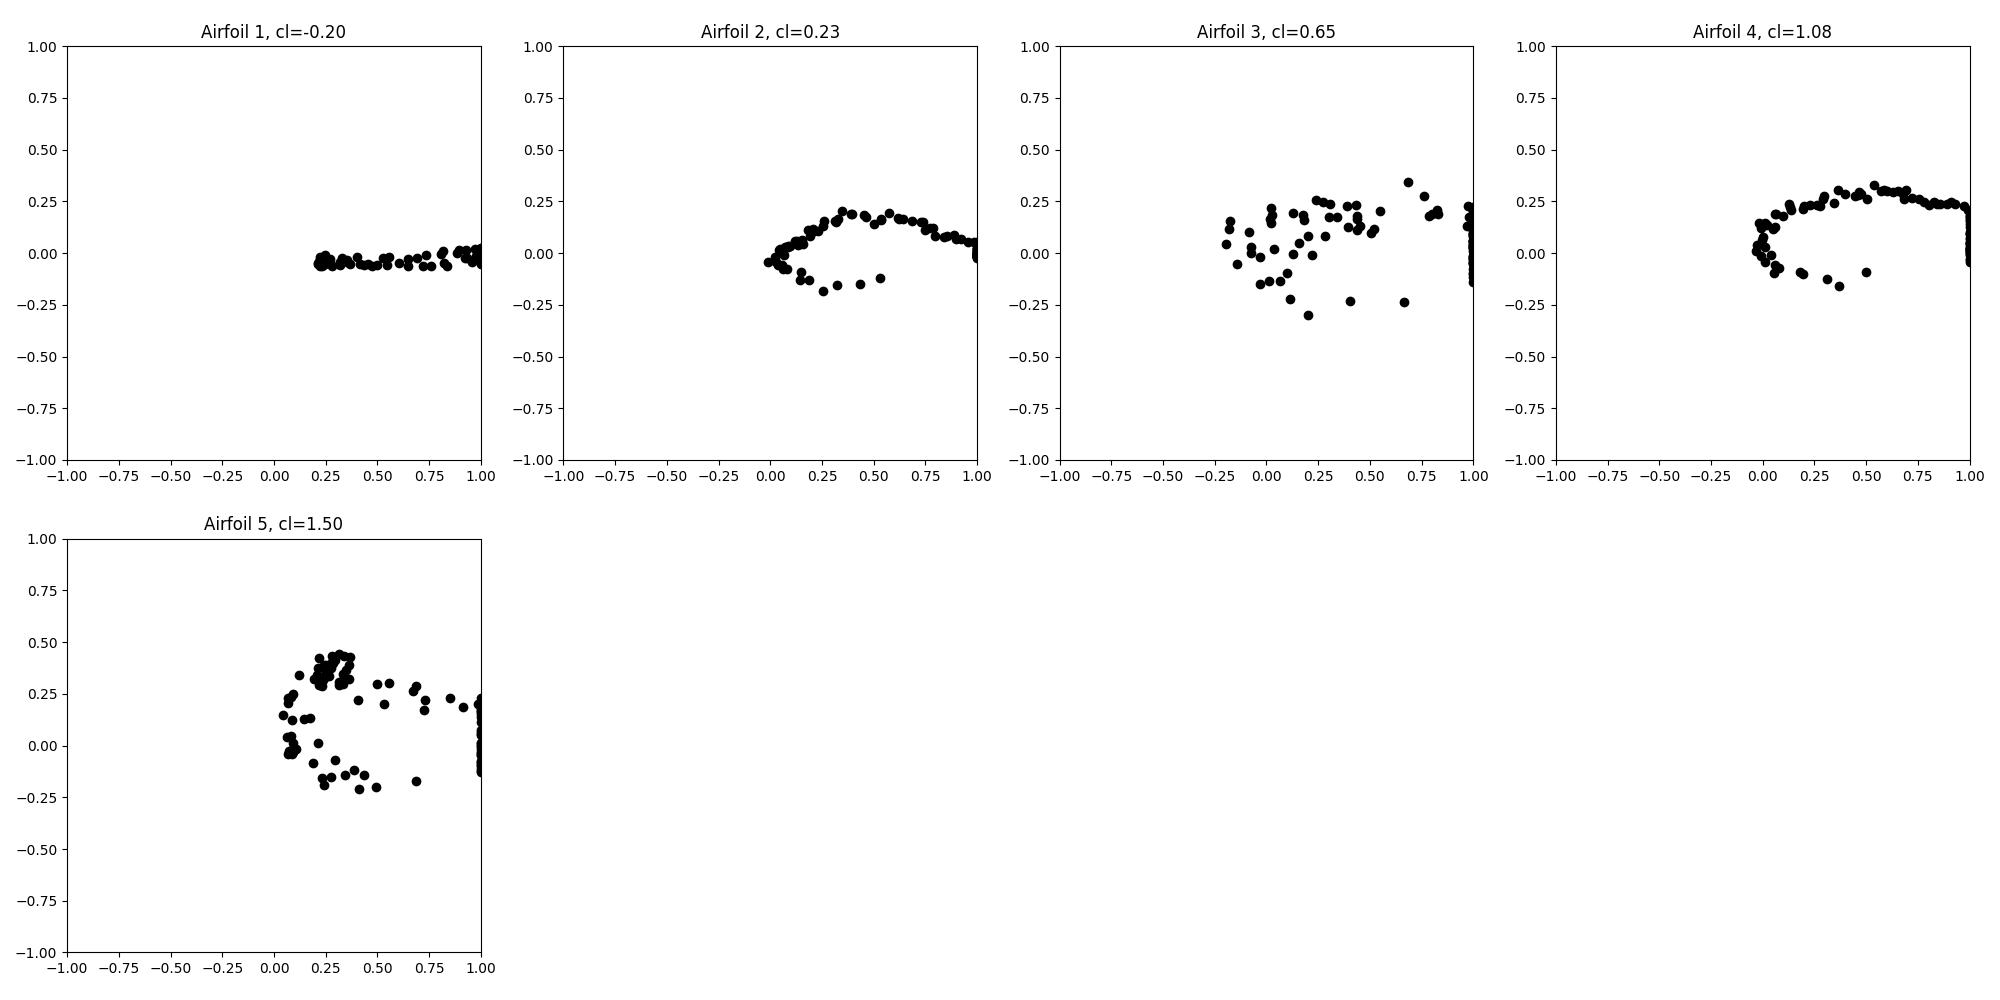 Airfoil 1, cl=-0.20
Airfoil 2, cl=0.23
Airfoil 3, cl=0.65
Airfoil 4, cl=1.08
1.00 1.00 1.00 1.00
0.75 0.75 0.75 0.75
0.50 0.50 0.50 0.50
0.25 0.25 0.25 0.25
0.00 0.00 0.00 0.00
−0.25 −0.25 −0.25 −0.25
−0.50 −0.50 −0.50 −0.50
−0.75 −0.75 −0.75 −0.75
−1.00 −1.00 −1.00 −1.00
−1.00 −0.75 −0.50 −0.25 0.00 0.25 0.50 0.75 1.00
−1.00 −0.75 −0.50 −0.25 0.00 0.25 0.50 0.75 1.00
−1.00 −0.75 −0.50 −0.25 0.00 0.25 0.50 0.75 1.00
−1.00 −0.75 −0.50 −0.25 0.00 0.25 0.50 0.75 1.00
Airfoil 5, cl=1.50
1.00
0.75
0.50
0.25
0.00
−0.25
−0.50
−0.75
−1.00
−1.00 −0.75 −0.50 −0.25 0.00 0.25 0.50 0.75 1.00